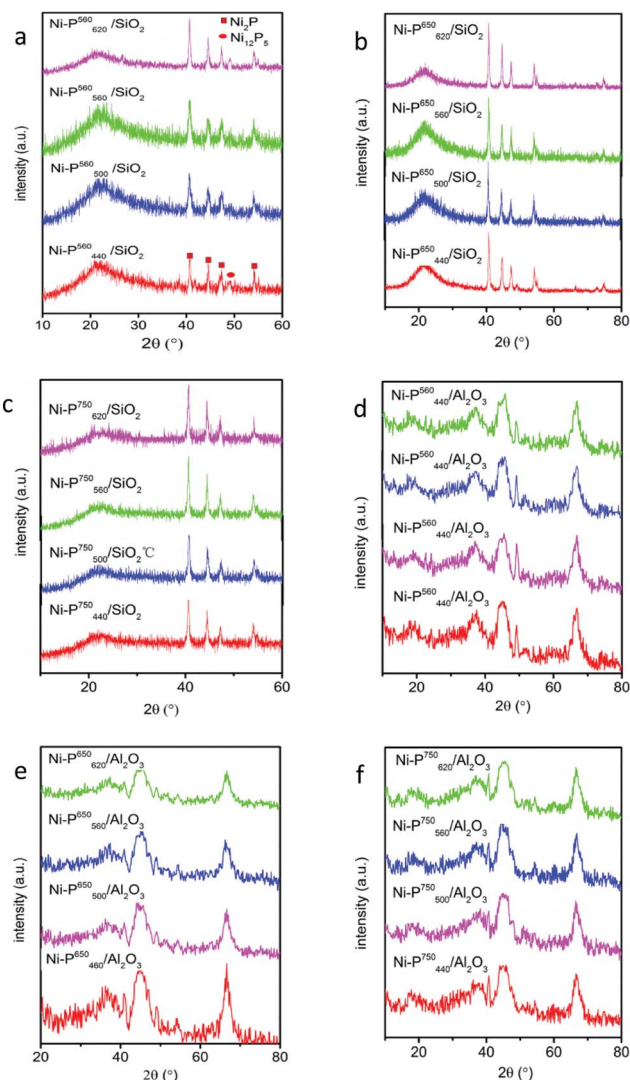 a
Ni-P⁵⁶⁰₆₂₀/SiO₂
Ni₂P
Ni₁₂P₅
Ni-P⁵⁶⁰₅₆₀/SiO₂
Ni-P⁵⁶⁰₅₀₀/SiO₂
Ni-P⁵⁶⁰₄₄₀/SiO₂
intensity (a.u.)
10 20 30 40 50 60
2θ (°)
b
Ni-P⁶⁵⁰₆₂₀/SiO₂
Ni-P⁶⁵⁰₅₆₀/SiO₂
Ni-P⁶⁵⁰₅₀₀/SiO₂
Ni-P⁶⁵⁰₄₄₀/SiO₂
intensity (a.u.)
20 40 60 80
2θ (°)
c
Ni-P⁷⁵⁰₆₂₀/SiO₂
Ni-P⁷⁵⁰₅₆₀/SiO₂
Ni-P⁷⁵⁰₅₀₀/SiO₂℃
Ni-P⁷⁵⁰₄₄₀/SiO₂
intensity (a.u.)
20 40 60
2θ (°)
d
Ni-P⁵⁶⁰₄₄₀/Al₂O₃
Ni-P⁵⁶⁰₄₄₀/Al₂O₃
Ni-P⁵⁶⁰₄₄₀/Al₂O₃
Ni-P⁵⁶⁰₄₄₀/Al₂O₃
intensity (a.u.)
20 40 60 80
2θ (°)
e
Ni-P⁶⁵⁰₆₂₀/Al₂O₃
Ni-P⁶⁵⁰₅₆₀/Al₂O₃
Ni-P⁶⁵⁰₅₀₀/Al₂O₃
Ni-P⁶⁵⁰₄₆₀/Al₂O₃
intensity (a.u.)
20 40 60 80
2θ (°)
f
Ni-P⁷⁵⁰₆₂₀/Al₂O₃
Ni-P⁷⁵⁰₅₆₀/Al₂O₃
Ni-P⁷⁵⁰₅₀₀/Al₂O₃
Ni-P⁷⁵⁰₄₄₀/Al₂O₃
intensity (a.u.)
20 40 60 80
2θ (°)